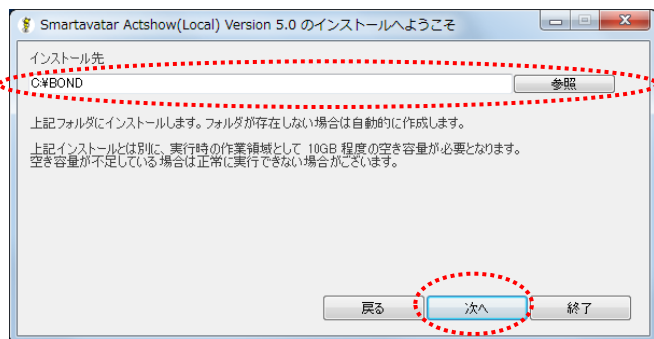 Smartavatar Actshow(Local) Version 5.0 のインストールへようこそ
インストール先
C:¥BOND
参照
上記フォルダにインストールします。フォルダが存在しない場合は自動的に作成します。
上記インストールとは別に、実行時の作業領域として 10GB 程度の空き容量が必要となります。
空き容量が不足している場合は正常に実行できない場合がございます。
戻る 次へ 終了